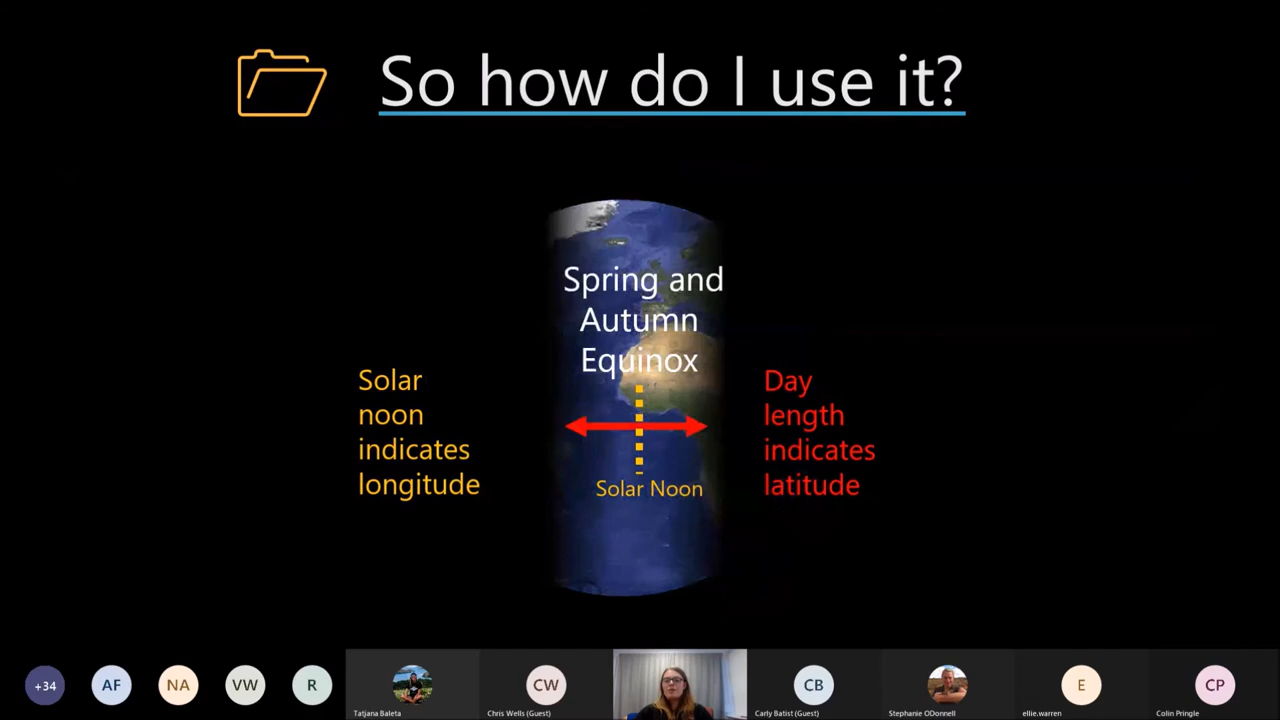 So how do I use it?
Spring and
Autumn
Equinox
Solar
noon
indicates
longitude
Day
length
indicates
latitude
Solar Noon
+34
AF
NA
VW
R
Tatjana Baleta
CW
Chris Wells (Guest)
CB
Carly Batist (Guest)
Stephanie ODonnell
E
ellie.warren
CP
Colin Pringle